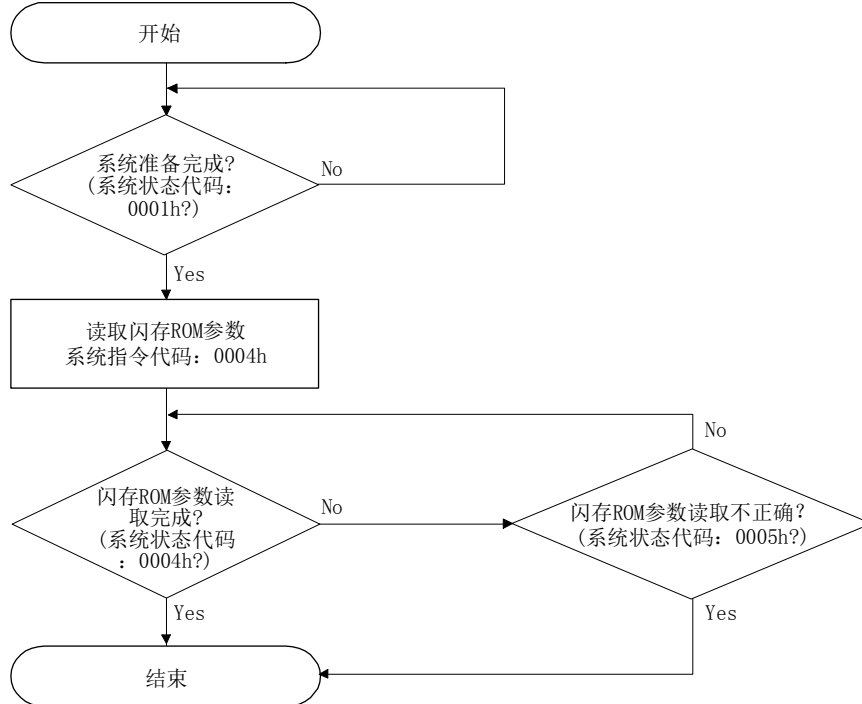 开始
系统准备完成?
(系统状态代码：
0001h?)
No
Yes
读取闪存ROM参数
系统指令代码：0004h
No
闪存ROM参数读
取完成?
(系统状态代码
：0004h?)
No
闪存ROM参数读取不正确?
(系统状态代码：0005h?)
Yes
Yes
结束